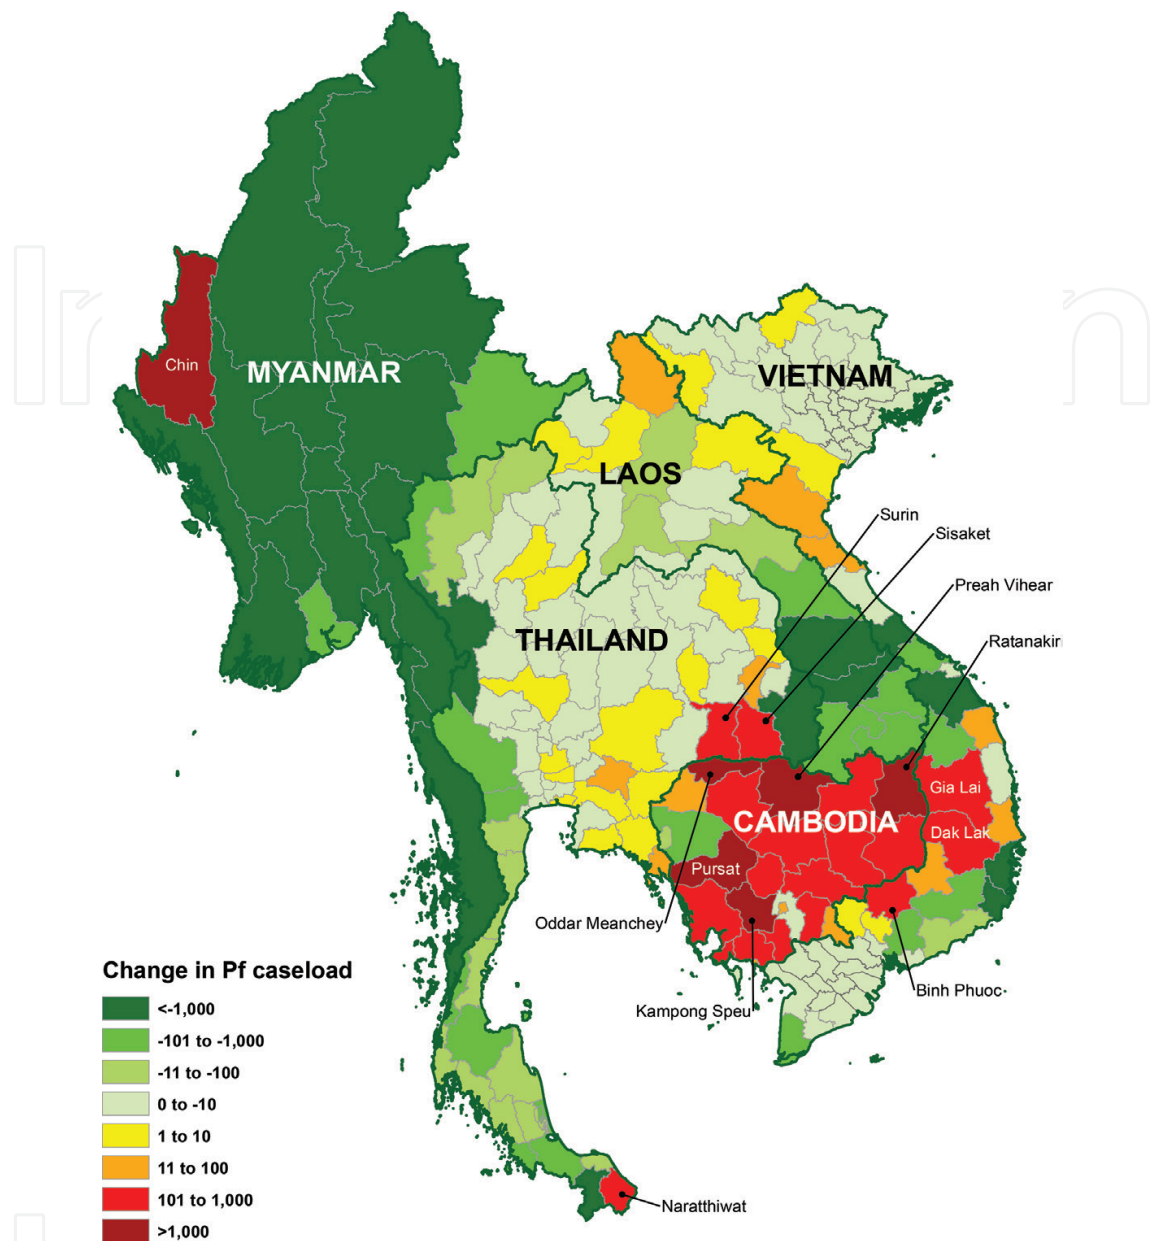 Chin
MYANMAR
VIETNAM
LAOS
Surin
Sisaket
Preah Vihear
Ratanakir
THAILAND
Gia Lai
CAMBODIA
Dak Lak
Pursat
Oddar Meanchey
Binh Phuoc
Kampong Speu
Naratthiwat
Change in Pf caseload
<-1,000
-101 to -1,000
-11 to -100
0 to -10
1 to 10
11 to 100
101 to 1,000
>1,000